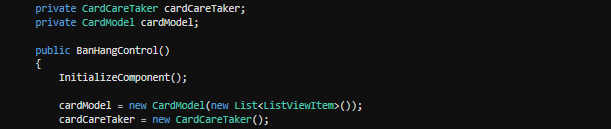 private CardCareTaker cardCareTaker;
private CardModel cardModel;
public BanHangControl()
{
InitializeComponent();
cardModel = new CardModel(new List<ListViewItem>());
cardCareTaker = new CardCareTaker();